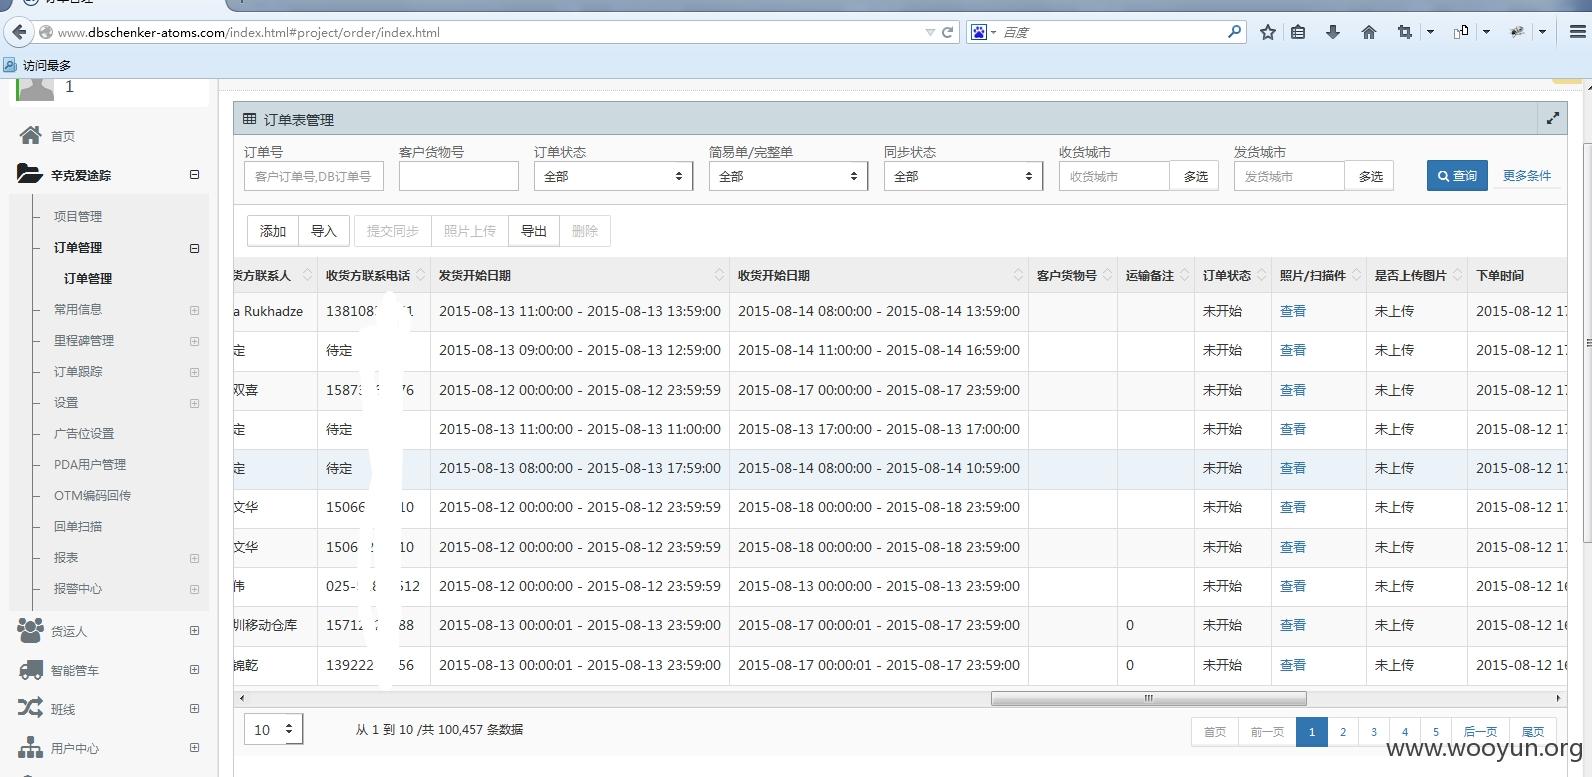 www.dbschenker-atoms.com/index.html#project/order/index.html
百度
访问最多
1
首页
辛克爱途踪
项目管理
订单管理
订单管理
常用信息
里程碑管理
订单跟踪
设置
广告位设置
PDA用户管理
OTM编码回传
回单扫描
报表
报警中心
货运人
智能管车
班线
用户中心
订单表管理
订单号 客户货物号 订单状态 简易单/完整单 同步状态 收货城市 发货城市
客户订单号,DB订单号 全部 全部 全部 收货城市 多选 发货城市 多选 查询 更多条件
添加 导入 提交同步 照片上传 导出 删除
货方联系人 收货方联系电话 发货开始日期 收货开始日期 客户货物号 运输备注 订单状态 照片/扫描件 是否上传图片 下单时间
a Rukhadze 13810 1 2015-08-13 11:00:00 - 2015-08-13 13:59:00 2015-08-14 08:00:00 - 2015-08-14 13:59:00 未开始 查看 未上传 2015-08-12 17
定 待定 2015-08-13 09:00:00 - 2015-08-13 12:59:00 2015-08-14 11:00:00 - 2015-08-14 16:59:00 未开始 查看 未上传 2015-08-12 17
双喜 1587 76 2015-08-12 00:00:00 - 2015-08-12 23:59:59 2015-08-17 00:00:00 - 2015-08-17 23:59:00 未开始 查看 未上传 2015-08-12 17
定 待定 2015-08-13 11:00:00 - 2015-08-13 11:00:00 2015-08-13 17:00:00 - 2015-08-13 17:00:00 未开始 查看 未上传 2015-08-12 17
定 待定 2015-08-13 08:00:00 - 2015-08-13 17:59:00 2015-08-14 08:00:00 - 2015-08-14 10:59:00 未开始 查看 未上传 2015-08-12 17
文华 15066 10 2015-08-12 00:00:00 - 2015-08-12 23:59:59 2015-08-18 00:00:00 - 2015-08-18 23:59:00 未开始 查看 未上传 2015-08-12 17
文华 1506 10 2015-08-12 00:00:00 - 2015-08-12 23:59:59 2015-08-18 00:00:00 - 2015-08-18 23:59:00 未开始 查看 未上传 2015-08-12 17
伟 025- 512 2015-08-12 00:00:00 - 2015-08-12 23:59:59 2015-08-13 00:00:00 - 2015-08-13 23:59:00 未开始 查看 未上传 2015-08-12 16
圳移动仓库 1571 88 2015-08-13 00:00:01 - 2015-08-13 23:59:00 2015-08-17 00:00:01 - 2015-08-17 23:59:00 0 未开始 查看 未上传 2015-08-12 16
锦乾 139222 56 2015-08-13 00:00:01 - 2015-08-13 23:59:00 2015-08-17 00:00:01 - 2015-08-17 23:59:00 0 未开始 查看 未上传 2015-08-12 16
10 从 1 到 10 /共 100,457 条数据 首页 前一页 1 2 3 4 5 后一页 尾页
www.wooyun.org